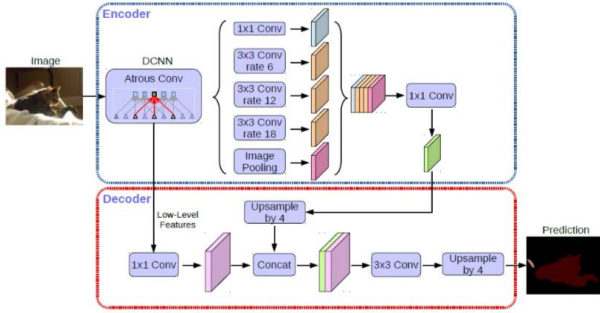 Encoder
Image
DCNN
Atrous Conv
1x1 Conv
3x3 Conv
rate 6
3x3 Conv
rate 12
3x3 Conv
rate 18
Image
Pooling
1x1 Conv
Decoder
Low-Level
Features
Upsample
by 4
1x1 Conv
Concat
3x3 Conv
Upsample
by 4
Prediction